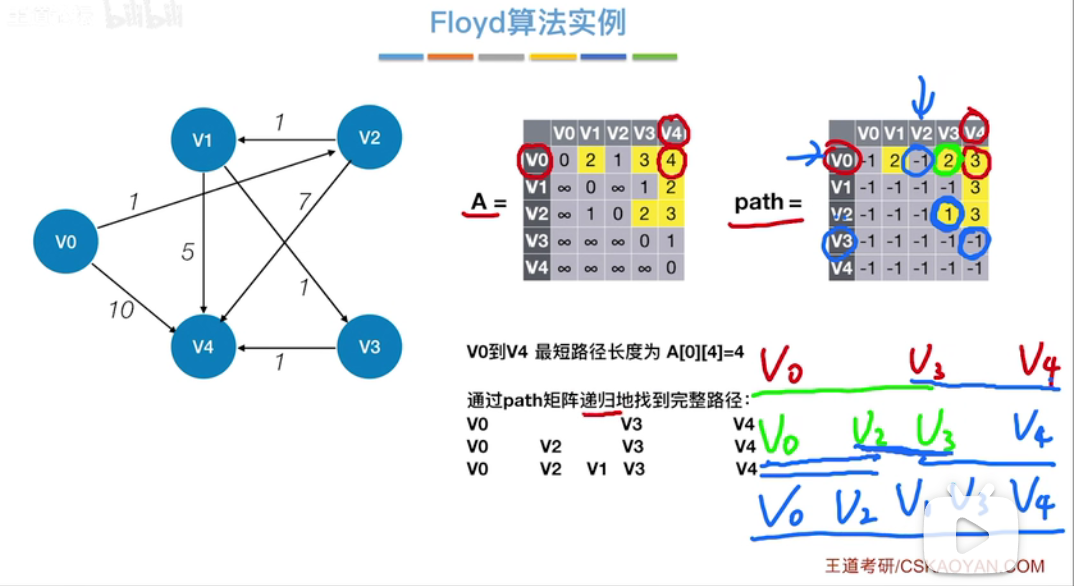 bilibili
Floyd算法实例
V1
V2
V0
V4
V3
1
1
7
5
1
10
1
A =
V0 V1 V2 V3 V4
V0 0 2 1 3 4
V1 ∞ 0 ∞ 1 2
V2 ∞ 1 0 2 3
V3 ∞ ∞ ∞ 0 1
V4 ∞ ∞ ∞ ∞ 0
path =
V0 V1 V2 V3 V4
V0 -1 2 -1 2 3
V1 -1 -1 -1 -1 3
V2 -1 -1 -1 1 3
V3 -1 -1 -1 -1 -1
V4 -1 -1 -1 -1 -1
V0到V4 最短路径长度为 A[0][4]=4
通过path矩阵递归地找到完整路径：
V0 V3 V4
V0 V2 V3 V4
V0 V2 V1 V3 V4
V0 V3 V4
V0 V2 V3 V4
V0 V2 V1 V3 V4
王道考研/CSKAOYAN.COM